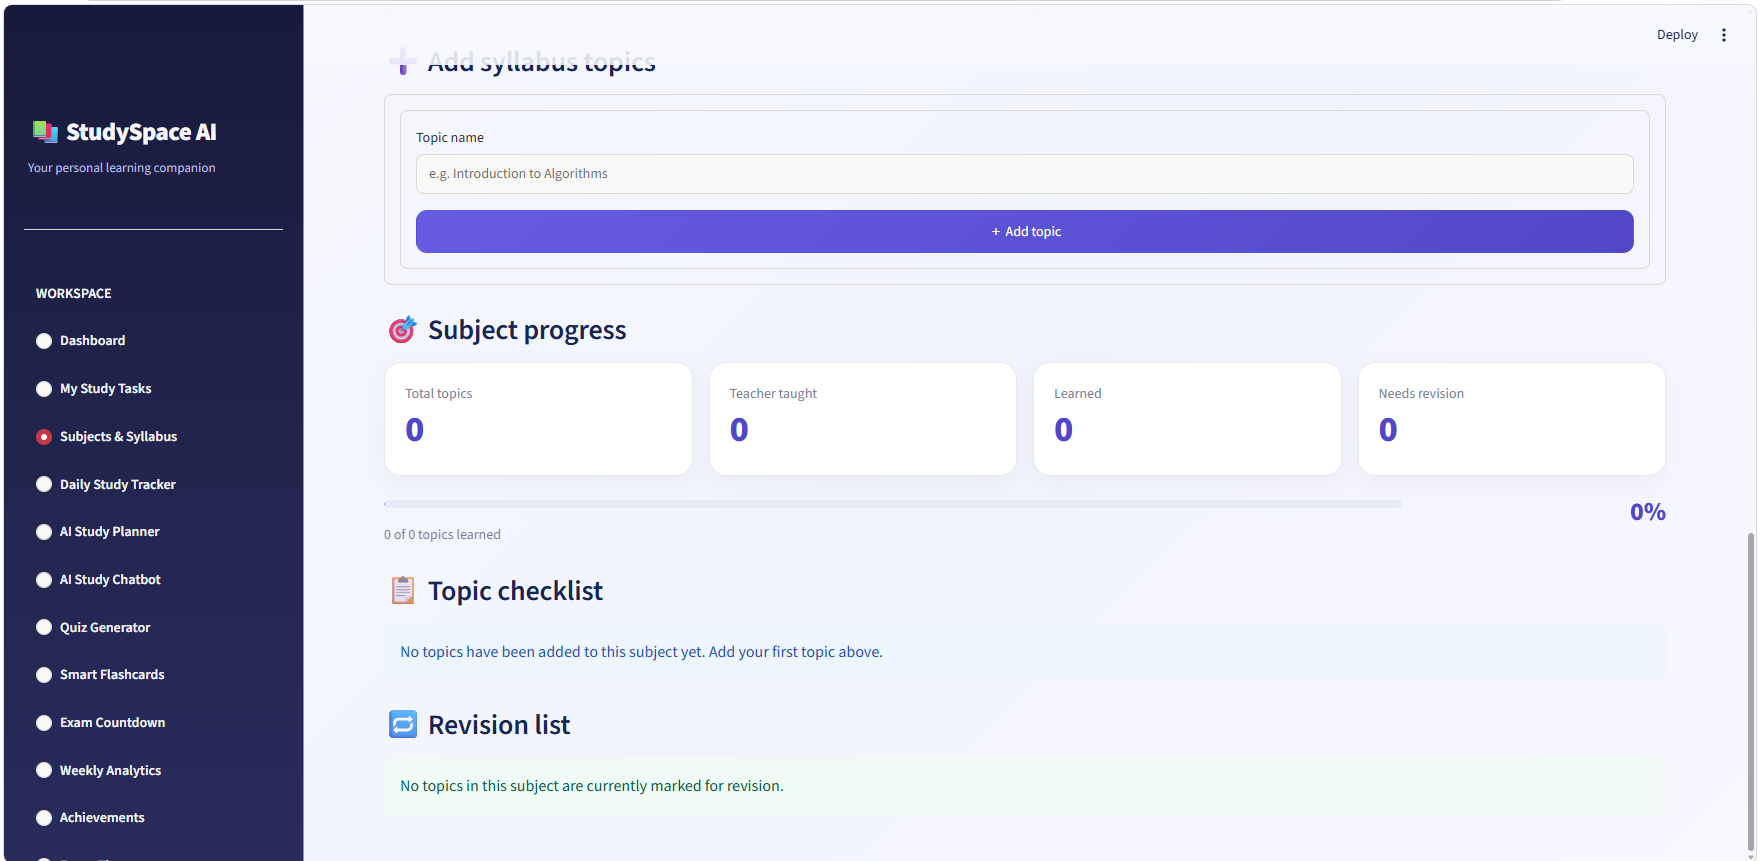 StudySpace AI
Your personal learning companion
WORKSPACE
Dashboard
My Study Tasks
Subjects & Syllabus
Daily Study Tracker
AI Study Planner
AI Study Chatbot
Quiz Generator
Smart Flashcards
Exam Countdown
Weekly Analytics
Achievements
Deploy
Add syllabus topics
Topic name
e.g. Introduction to Algorithms
+ Add topic
Subject progress
Total topics
0
Teacher taught
0
Learned
0
Needs revision
0
0%
0 of 0 topics learned
Topic checklist
No topics have been added to this subject yet. Add your first topic above.
Revision list
No topics in this subject are currently marked for revision.